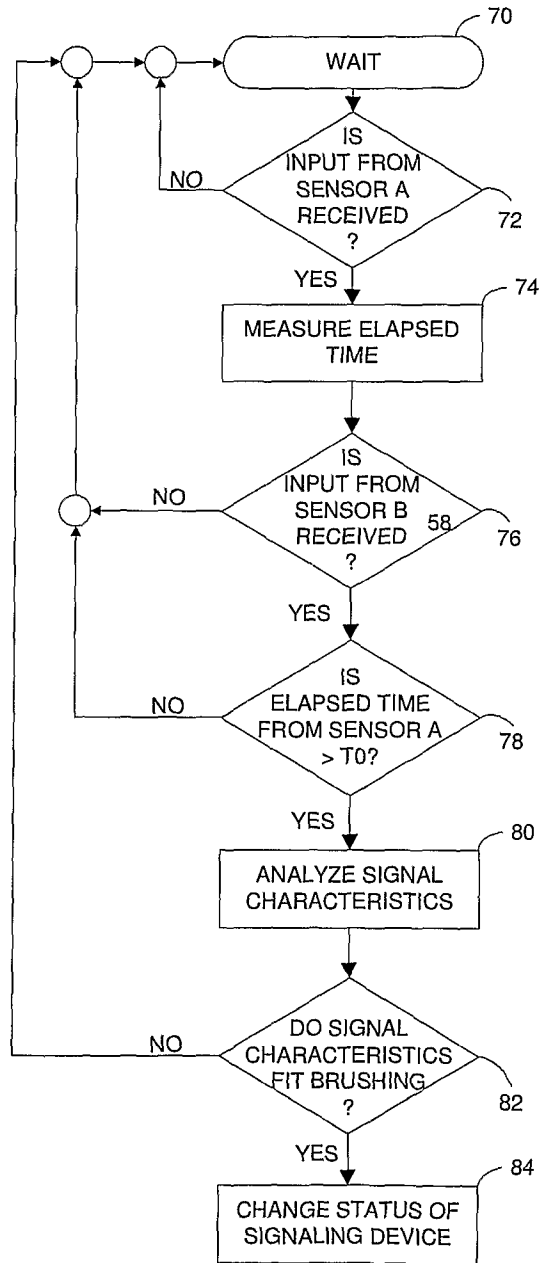 70
WAIT
IS
INPUT FROM
SENSOR A
RECEIVED
?
NO
72
YES
74
MEASURE ELAPSED
TIME
IS
INPUT FROM
SENSOR B
RECEIVED
?
58
NO
76
YES
IS
ELAPSED TIME
FROM SENSOR A
> T0?
NO
78
YES
80
ANALYZE SIGNAL
CHARACTERISTICS
DO SIGNAL
CHARACTERISTICS
FIT BRUSHING
?
NO
82
YES
84
CHANGE STATUS OF
SIGNALING DEVICE